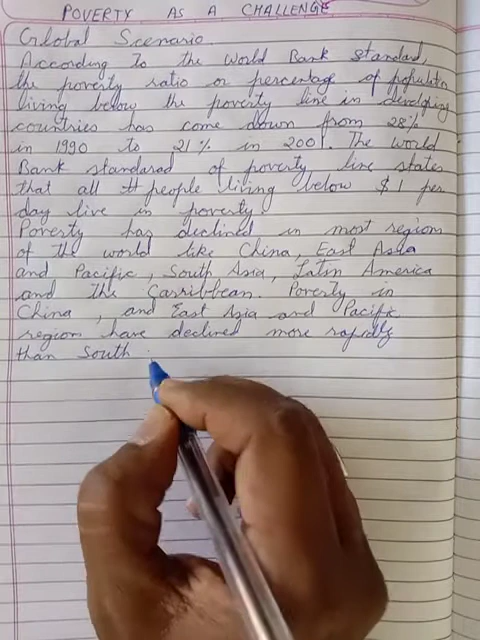 POVERTY AS A CHALLENGE
Global Scenario.
According to the World Bank standard,
the poverty ratio or percentage of population
living below the poverty line in developing
countries has come down from 28%
in 1990 to 21% in 2001. The world
Bank standarad of poverty line states
that all people living below $1 per
day live in poverty.
Poverty has declined in most regions
of the world like China, East Asia
and Pacific, South Asia, Latin America
and the Carribbean. Poverty in
China, and East Asia and Pacific
region have declined more rapidly
than South